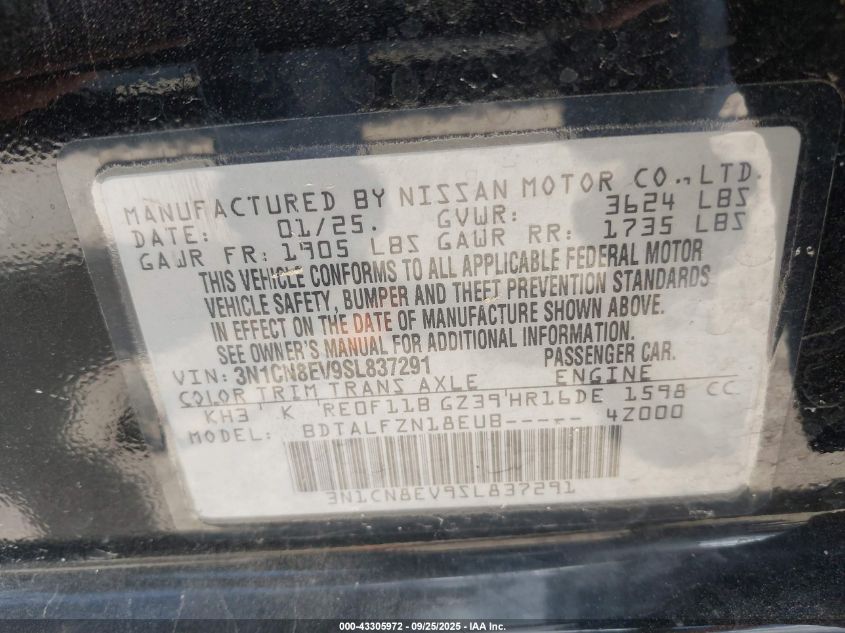 MANUFACTURED BY NISSAN MOTOR CO., LTD.
DATE: 01/25. GVWR: 3624 LBS
GAWR FR: 1905 LBS GAWR RR: 1735 LBS
THIS VEHICLE CONFORMS TO ALL APPLICABLE FEDERAL MOTOR
VEHICLE SAFETY, BUMPER AND THEFT PREVENTION STANDARDS
IN EFFECT ON THE DATE OF MANUFACTURE SHOWN ABOVE.
SEE OWNER'S MANUAL FOR ADDITIONAL INFORMATION.
VIN: 3N1CN8EV9SL837291 PASSENGER CAR.
COLOR TRIM TRANS AXLE ENGINE
KH3 K RE0F11B GZ39 HR16DE 1598 CC
MODEL: BDTALFZN18EUB----- 4Z000
3N1CN8EV9SL837291
000-43305972 - 09/25/2025 - IAA Inc.